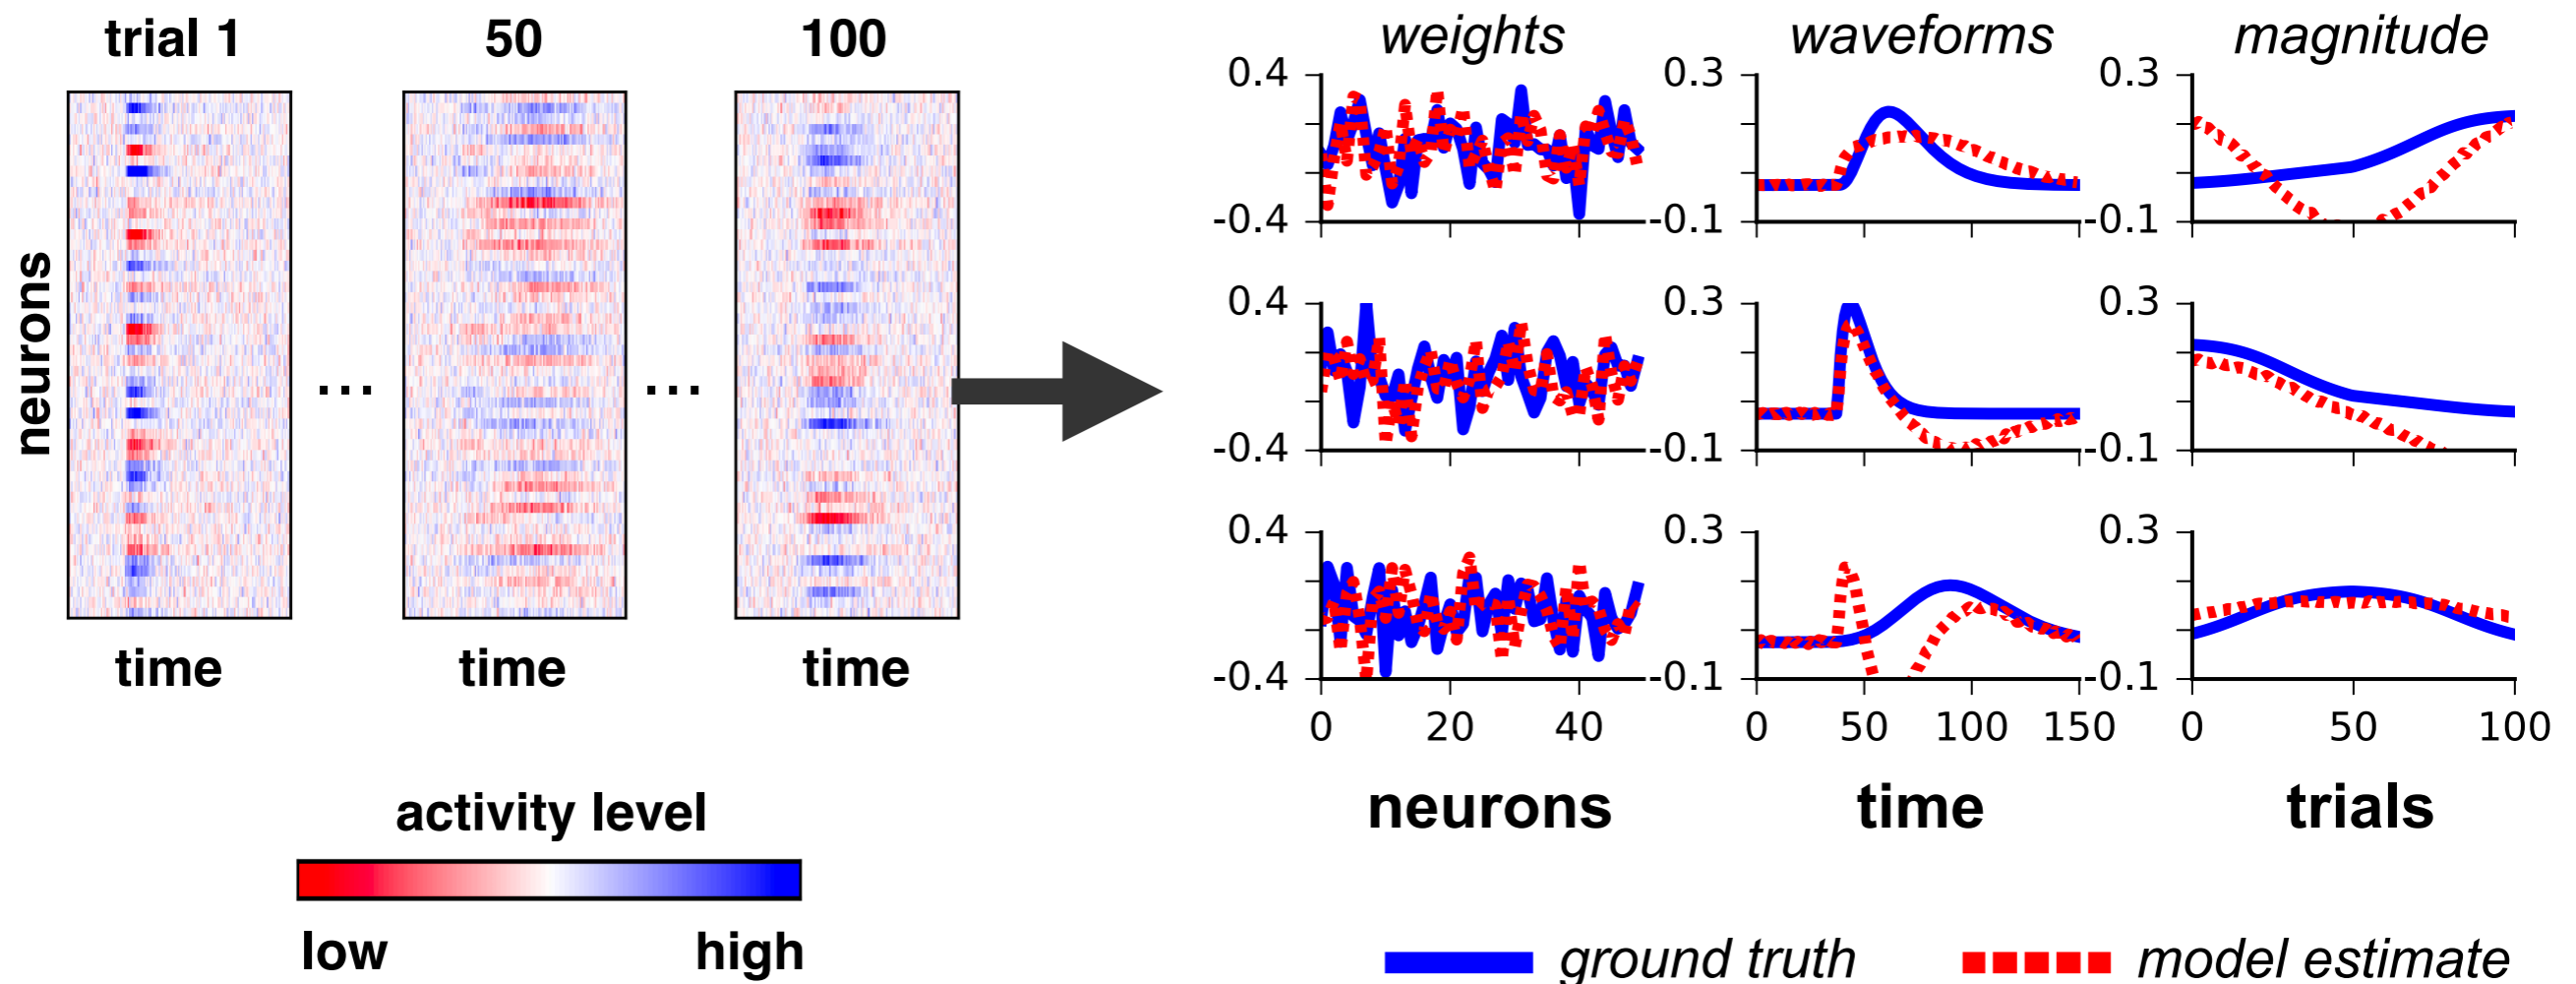 trial 1
50
100
neurons
...
...
time
time
time
activity level
low
high
weights
waveforms
magnitude
0.4
-0.4
0.3
-0.1
0.3
-0.1
0.4
-0.4
0.3
-0.1
0.3
-0.1
0.4
-0.4
0.3
-0.1
0.3
-0.1
0 20 40
0 50 100 150
0 50 100
neurons
time
trials
ground truth
model estimate